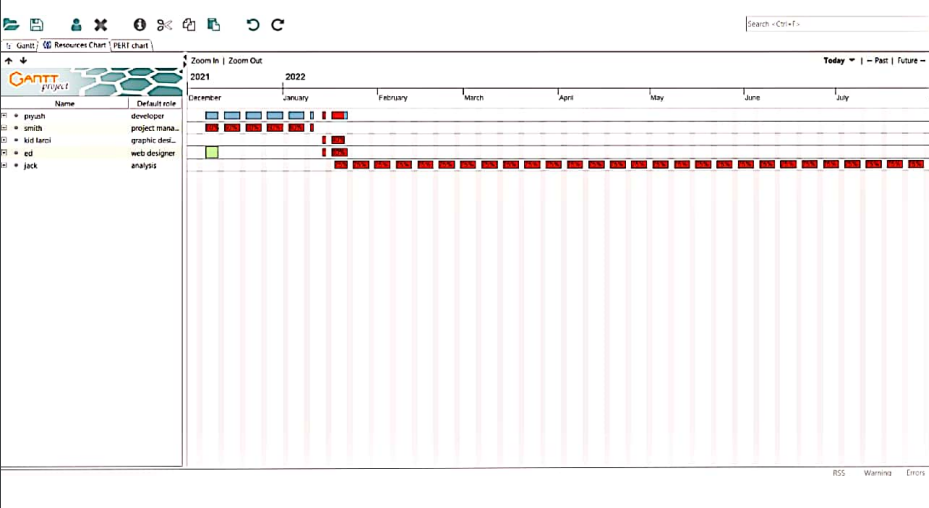 Search <Ctrl+F>
Gantt Resources Chart PERT chart
Zoom In | Zoom Out Today | Past | Future
GANTT project
2021 2022
Name Default role
December January February March April May June July
piyush developer
smith project mana...
kid laroi graphic desi...
ed web designer
jack analysis
RSS Warning Errors